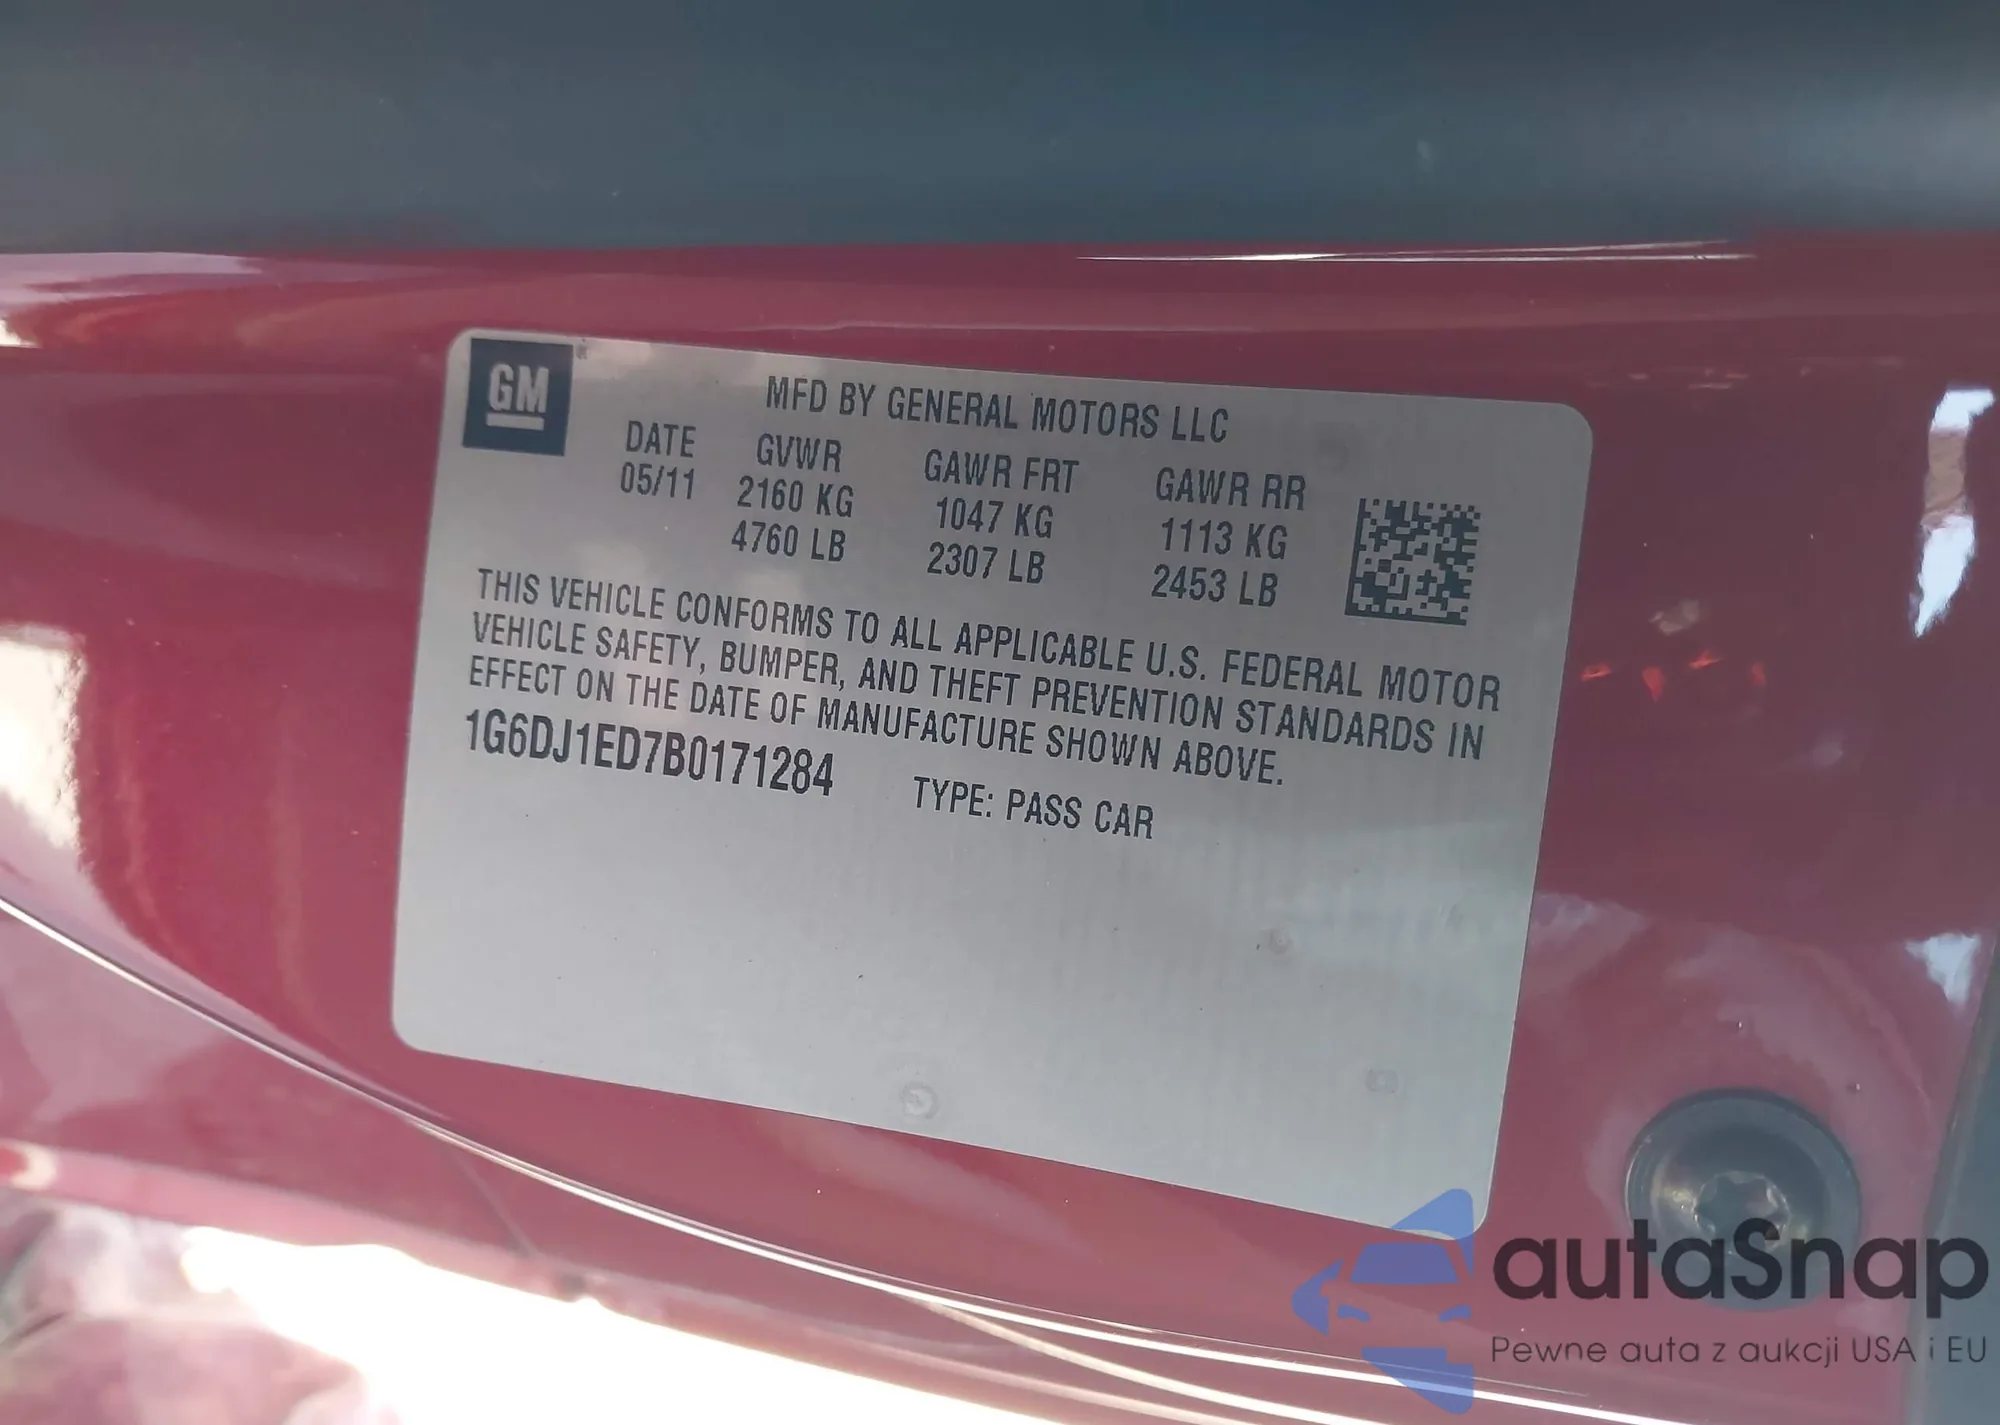 GM
MFD BY GENERAL MOTORS LLC
DATE GVWR GAWR FRT GAWR RR
05/11 2160 KG 1047 KG 1113 KG
4760 LB 2307 LB 2453 LB
THIS VEHICLE CONFORMS TO ALL APPLICABLE U.S. FEDERAL MOTOR
VEHICLE SAFETY, BUMPER, AND THEFT PREVENTION STANDARDS IN
EFFECT ON THE DATE OF MANUFACTURE SHOWN ABOVE.
1G6DJ1ED7B0171284 TYPE: PASS CAR
autaSnap
Pewne auta z aukcji USA i EU